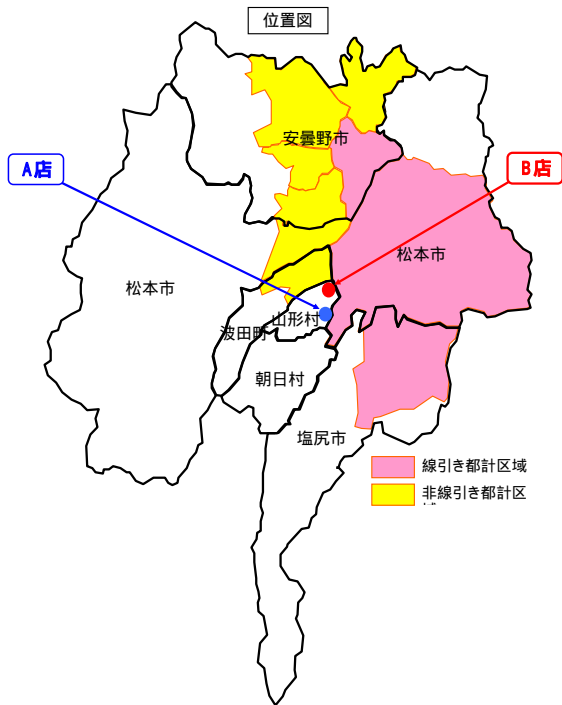 位置図
安曇野市
A店
B店
松本市
松本市
山形村
波田町
朝日村
塩尻市
線引き都計区域
非線引き都計区